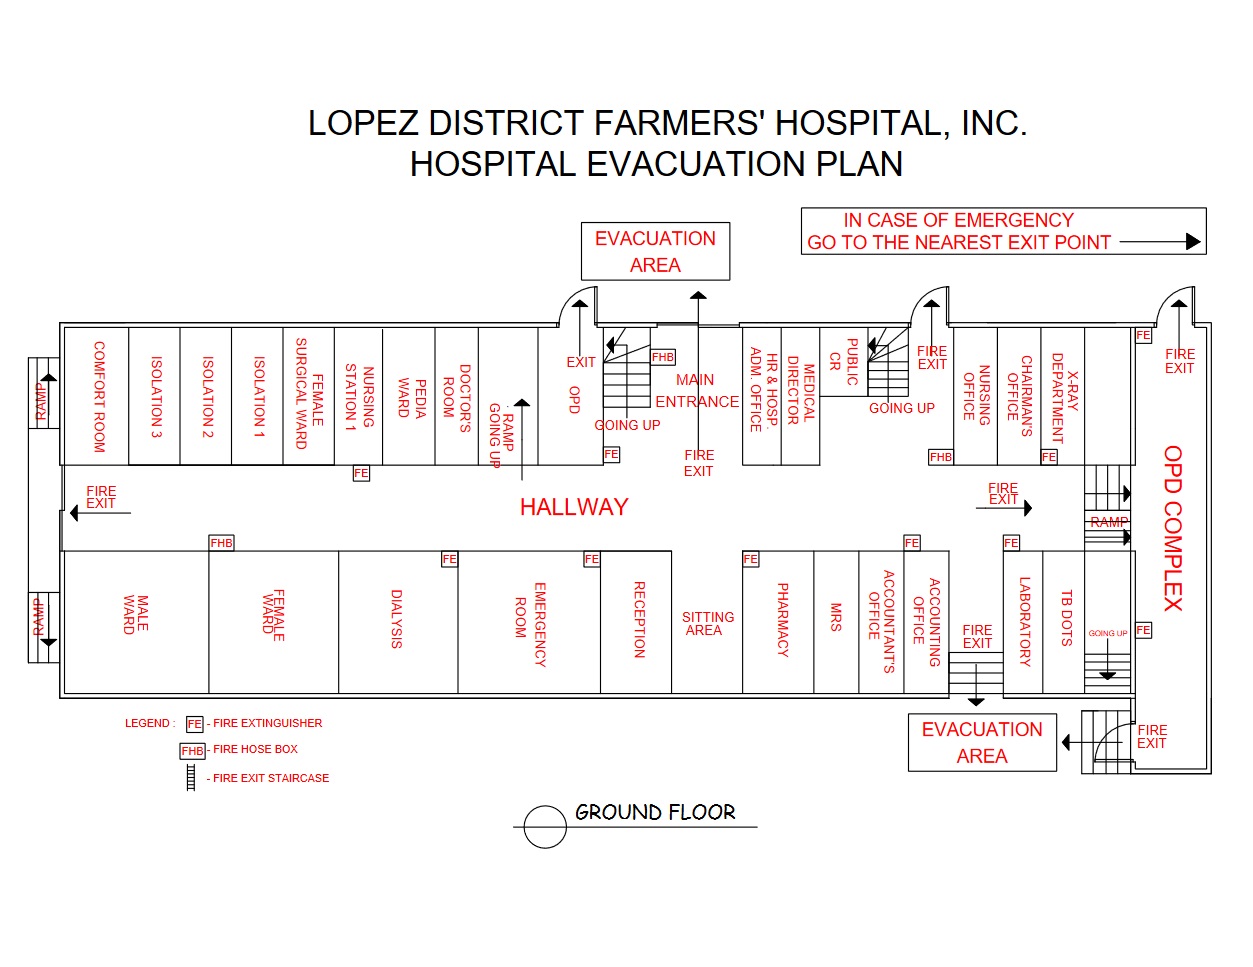 LOPEZ DISTRICT FARMERS' HOSPITAL, INC.
HOSPITAL EVACUATION PLAN
IN CASE OF EMERGENCY
GO TO THE NEAREST EXIT POINT
EVACUATION
AREA
RAMP
COMFORT ROOM
ISOLATION 3
ISOLATION 2
ISOLATION 1
FEMALE
SURGICAL WARD
NURSING
STATION 1
PEDIA
WARD
DOCTOR'S
ROOM
RAMP
GOING UP
EXIT
OPD
FHB
MAIN
ENTRANCE
GOING UP
FE
FIRE
EXIT
HR & HOSP.
ADM. OFFICE
MEDICAL
DIRECTOR
PUBLIC
CR
GOING UP
FIRE
EXIT
FHB
NURSING
OFFICE
CHAIRMAN'S
OFFICE
X-RAY
DEPARTMENT
FE
FE
FIRE
EXIT
FE
FIRE
EXIT
HALLWAY
FIRE
EXIT
RAMP
OPD COMPLEX
FHB
FE
FE
FE
FE
FE
RAMP
MALE
WARD
FEMALE
WARD
DIALYSIS
EMERGENCY
ROOM
RECEPTION
SITTING
AREA
PHARMACY
MRS
ACCOUNTANT'S
OFFICE
ACCOUNTING
OFFICE
FIRE
EXIT
LABORATORY
TB DOTS
GOING UP
FE
EVACUATION
AREA
FIRE
EXIT
LEGEND :
FE - FIRE EXTINGUISHER
FHB - FIRE HOSE BOX
- FIRE EXIT STAIRCASE
GROUND FLOOR